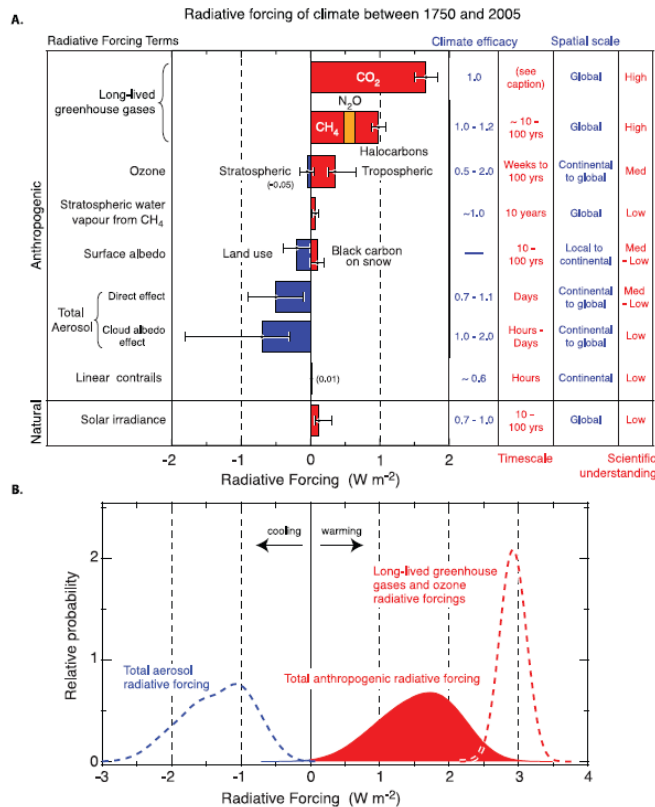 Radiative forcing of climate between 1750 and 2005
A.
Radiative Forcing Terms
Climate efficacy
Spatial scale
Anthropogenic
Long-lived
greenhouse gases
CO2
1.0
(see
caption)
Global
High
N2O
CH4
Halocarbons
1.0 - 1.2
~ 10 -
100 yrs
Global
High
Ozone
Stratospheric
(-0.05)
Tropospheric
0.5 - 2.0
Weeks to
100 yrs
Continental
to global
Med
Stratospheric water
vapour from CH4
~1.0
10 years
Global
Low
Surface albedo
Land use
Black carbon
on snow
10 -
100 yrs
Local to
continental
Med
- Low
Total
Aerosol
Direct effect
0.7 - 1.1
Days
Continental
to global
Med
- Low
Cloud albedo
effect
1.0 - 2.0
Hours -
Days
Continental
to global
Low
Linear contrails
(0.01)
~ 0.6
Hours
Continental
Low
Natural
Solar irradiance
0.7 - 1.0
10 -
100 yrs
Global
Low
-2 -1 0 1 2
Radiative Forcing (W m-2)
Timescale
Scientific
understanding
B.
cooling
warming
Relative probability
2
1
0
Long-lived greenhouse
gases and ozone
radiative forcings
Total aerosol
radiative forcing
Total anthropogenic radiative forcing
-3 -2 -1 0 1 2 3 4
Radiative Forcing (W m-2)